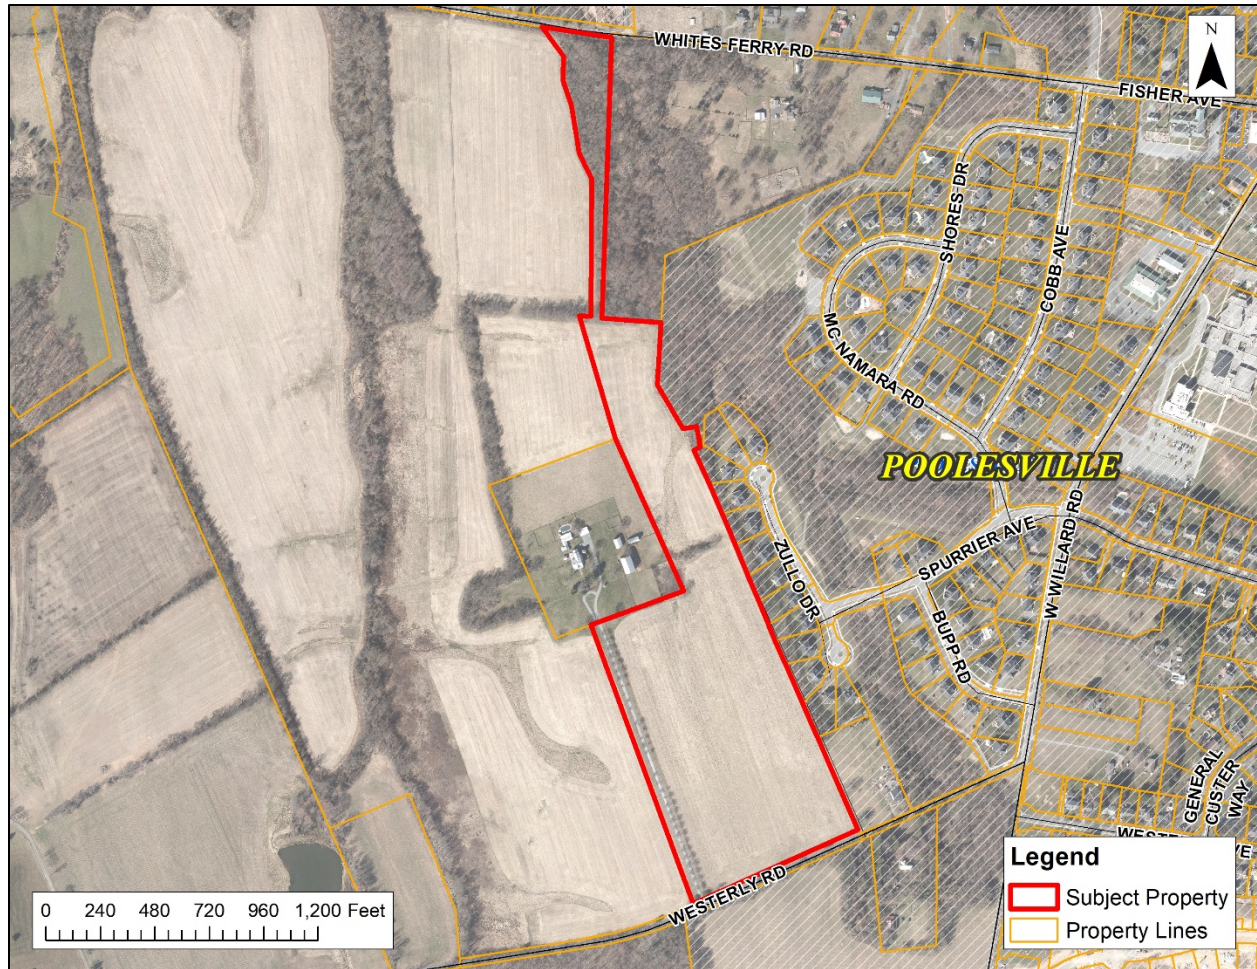 N
WHITES FERRY RD
FISHER AVE
SHORES DR
COBB AVE
MC NAMARA RD
POOLESVILLE
ZULLO DR
SPURRIER AVE
W WILLARD RD
BUPP RD
GENERAL
CUSTER
WAY
WESTERLY RD
Legend
Subject Property
Property Lines
0 240 480 720 960 1,200 Feet